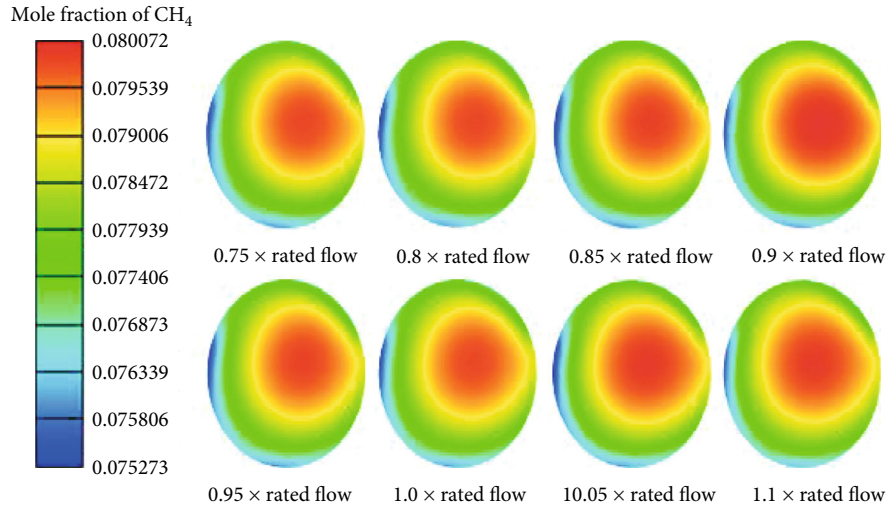 Mole fraction of CH₄
0.080072
0.079539
0.079006
0.078472
0.077939
0.077406
0.076873
0.076339
0.075806
0.075273
0.75 × rated flow
0.8 × rated flow
0.85 × rated flow
0.9 × rated flow
0.95 × rated flow
1.0 × rated flow
10.05 × rated flow
1.1 × rated flow